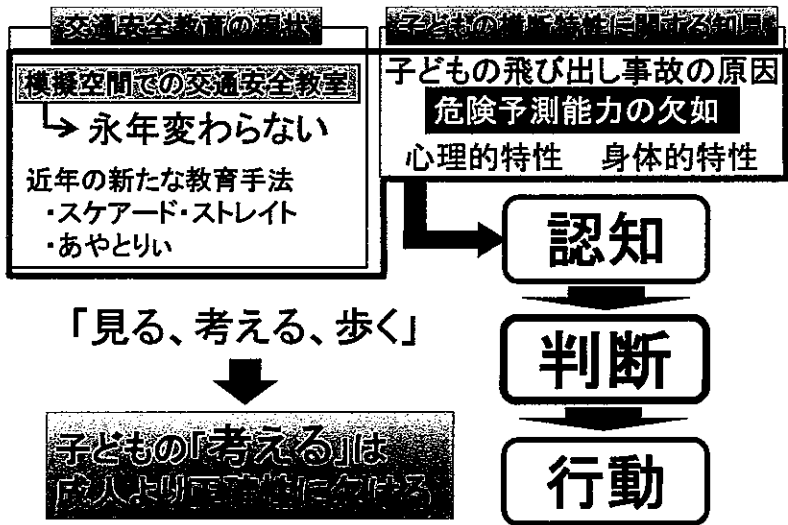 交通安全教育の現状
模擬空間での交通安全教室
永年変わらない
近年の新たな教育手法
・スケアード・ストレイト
・あやとりぃ
子どもの横断特性に関する知見
子どもの飛び出し事故の原因
危険予測能力の欠如
心理的特性 身体的特性
認知
判断
行動
「見る、考える、歩く」
子どもの「考える」は
成人より正確性に欠ける